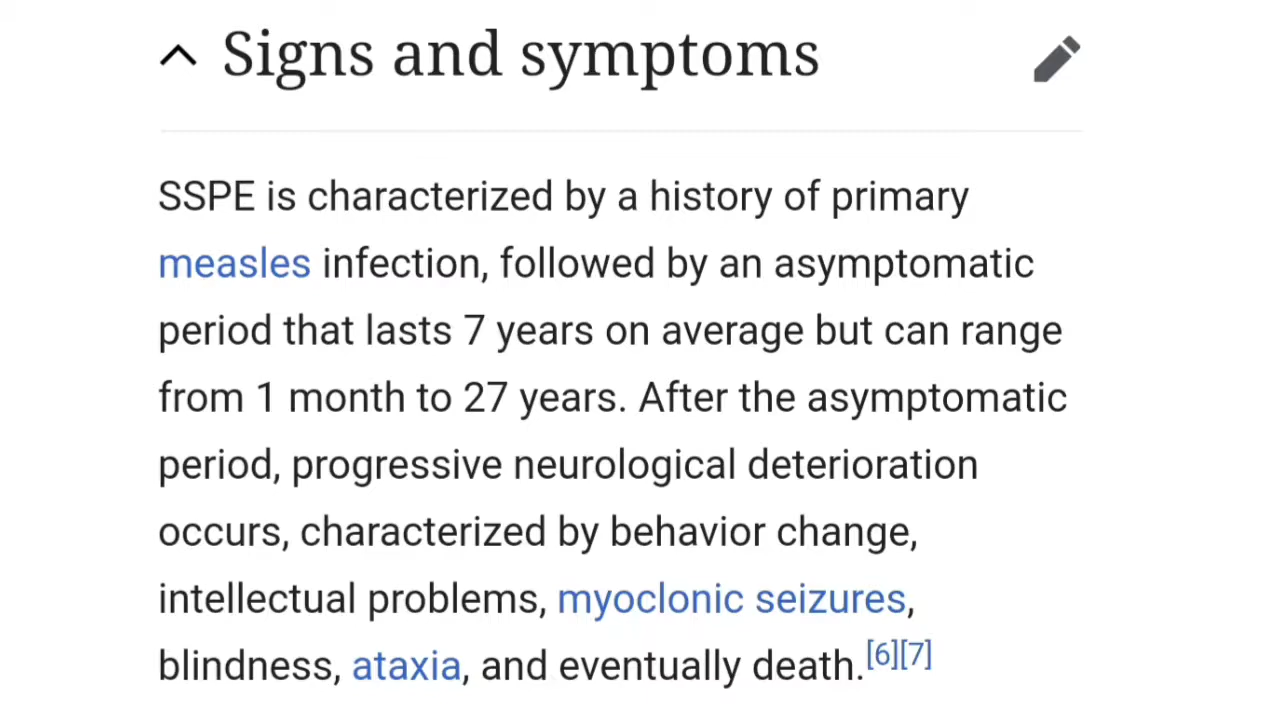 Signs and symptoms
SSPE is characterized by a history of primary
measles infection, followed by an asymptomatic
period that lasts 7 years on average but can range
from 1 month to 27 years. After the asymptomatic
period, progressive neurological deterioration
occurs, characterized by behavior change,
intellectual problems, myoclonic seizures,
blindness, ataxia, and eventually death.[6][7]